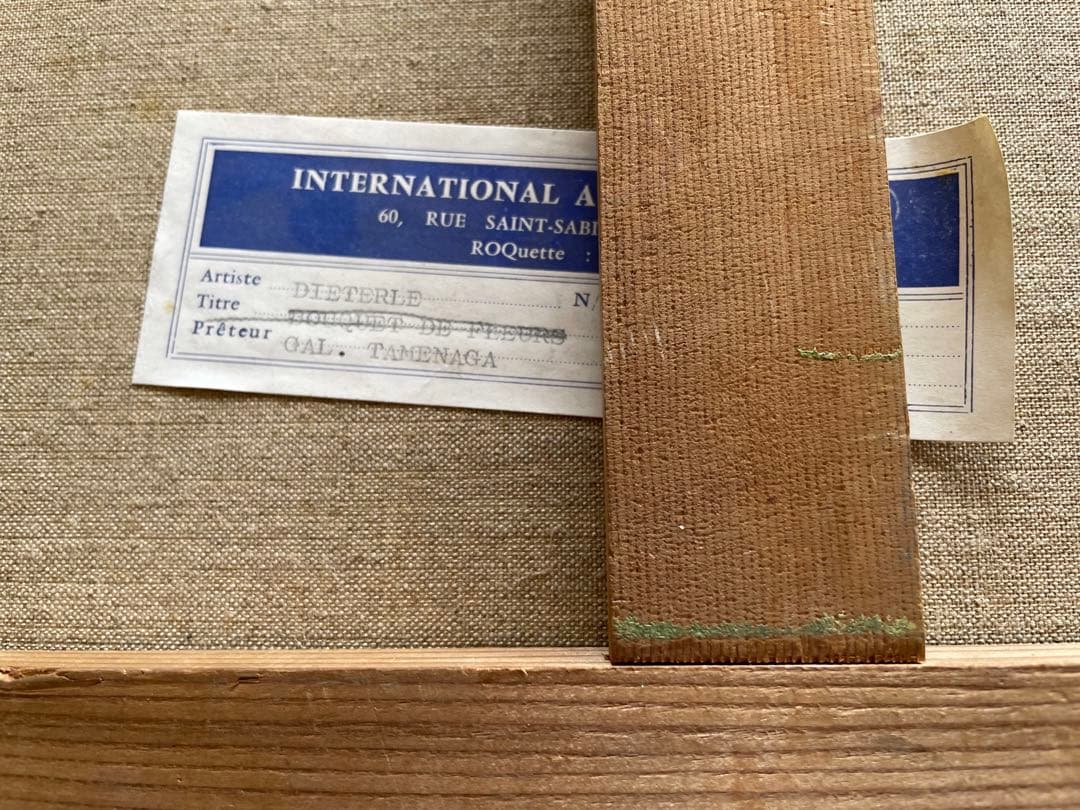 INTERNATIONAL A
60, RUE SAINT-SABI
ROQuette :
Artiste DIETERLE N/
Titre BOUQUET DE FLEURS
Prêteur GAL. TAMENAGA